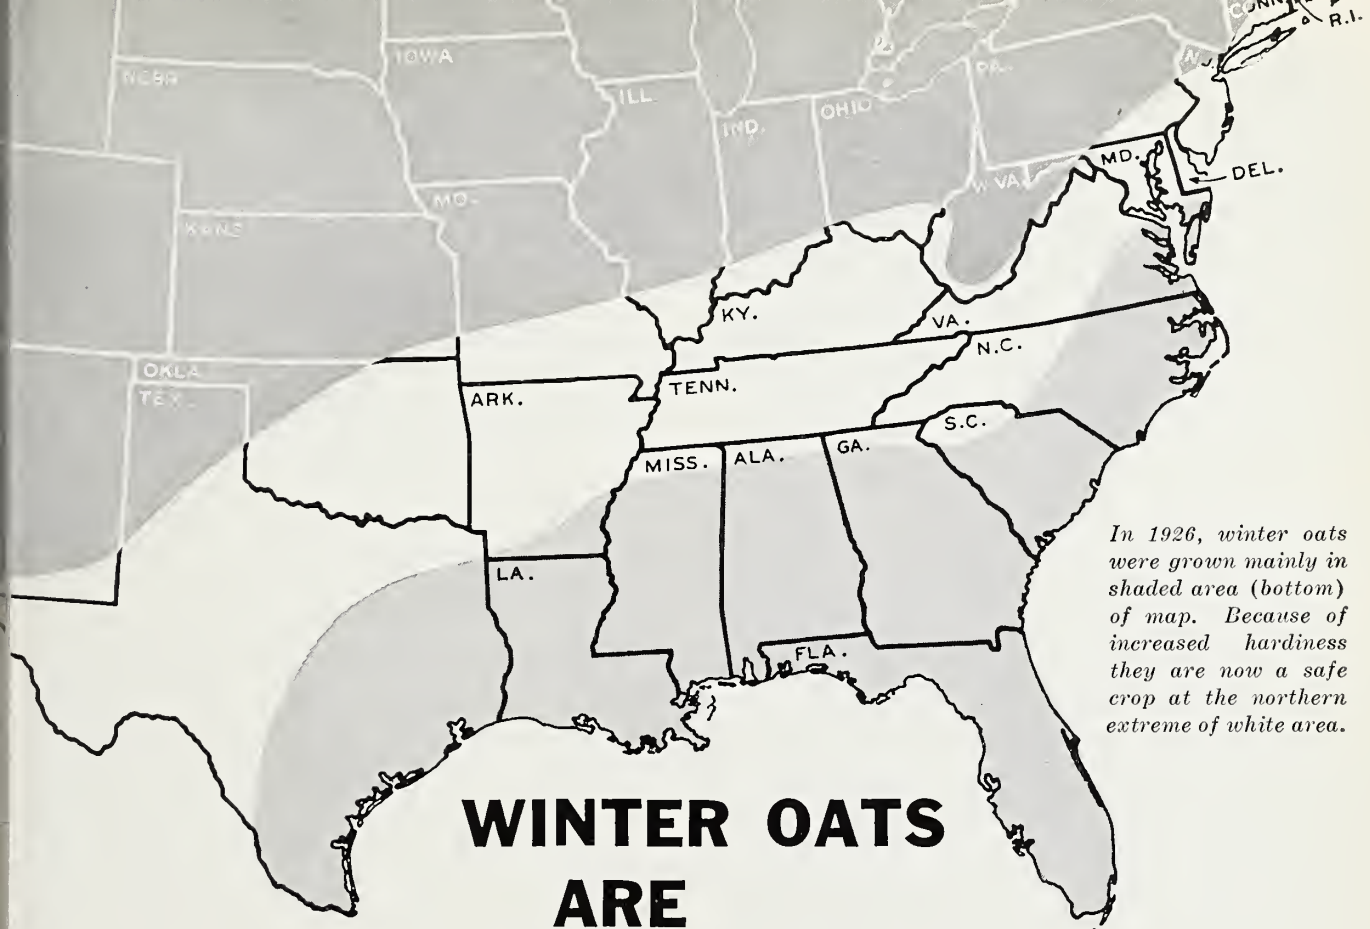 CONN.
R.I.
IOWA
NEBR
PA.
N.J.
ILL
OHIO
IND.
MD.
DEL.
W VA.
MO.
KANS
KY.
VA.
N.C.
OKLA
TEX.
TENN.
ARK.
S.C.
GA.
MISS.
ALA.
LA.
FLA.
In 1926, winter oats
were grown mainly in
shaded area (bottom)
of map. Because of
increased hardiness
they are now a safe
crop at the northern
extreme of white area.
WINTER OATS
ARE